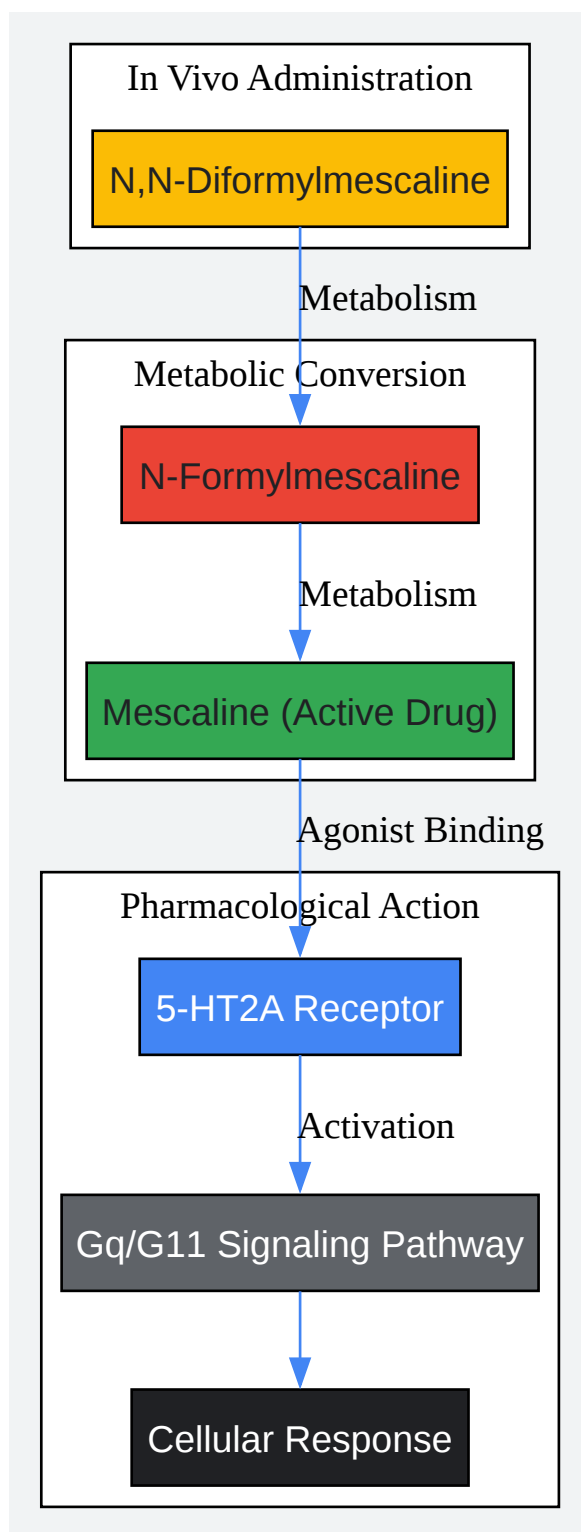 In Vivo Administration
N,N-Diformylmescaline
Metabolism
Metabolic Conversion
N-Formylmescaline
Metabolism
Mescaline (Active Drug)
Agonist Binding
Pharmacological Action
5-HT2A Receptor
Activation
Gq/G11 Signaling Pathway
Cellular Response